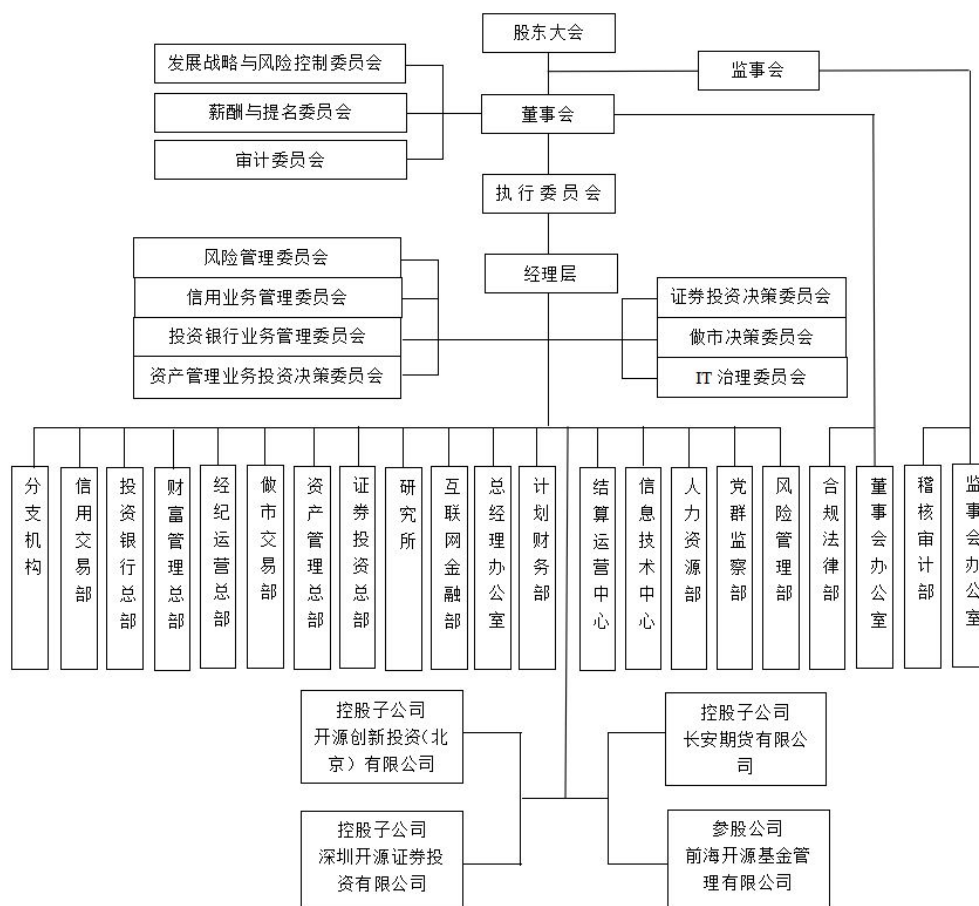 股东大会
发展战略与风险控制委员会
监事会
薪酬与提名委员会
董事会
审计委员会
执行委员会
风险管理委员会
经理层
信用业务管理委员会
证券投资决策委员会
投资银行业务管理委员会
做市决策委员会
资产管理业务投资决策委员会
IT 治理委员会
分支机构
信用交易部
投资银行总部
财富管理总部
经纪运营总部
做市交易部
资产管理总部
证券投资总部
研究所
互联网金融部
总经理办公室
计划财务部
结算运营中心
信息技术中心
人力资源部
党群监察部
风险管理部
合规法律部
董事会办公室
稽核审计部
监事会办公室
控股子公司
开源创新投资（北
京）有限公司
控股子公司
长安期货有限公
司
控股子公司
深圳开源证券投
资有限公司
参股公司
前海开源基金管
理有限公司